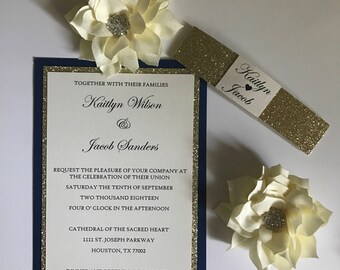 TOGETHER WITH THEIR FAMILIES
Kaitlyn Wilson
&
Jacob Sanders
REQUEST THE PLEASURE OF YOUR COMPANY
AT THE CELEBRATION OF THEIR UNION
SATURDAY THE TENTH OF SEPTEMBER
TWO THOUSAND EIGHTEEN
FOUR O' CLOCK IN THE AFTERNOON
CATHEDRAL OF THE SACRED HEART
1111 ST. JOSEPH PARKWAY
HOUSTON, TX 77002
Kaitlyn
Jacob